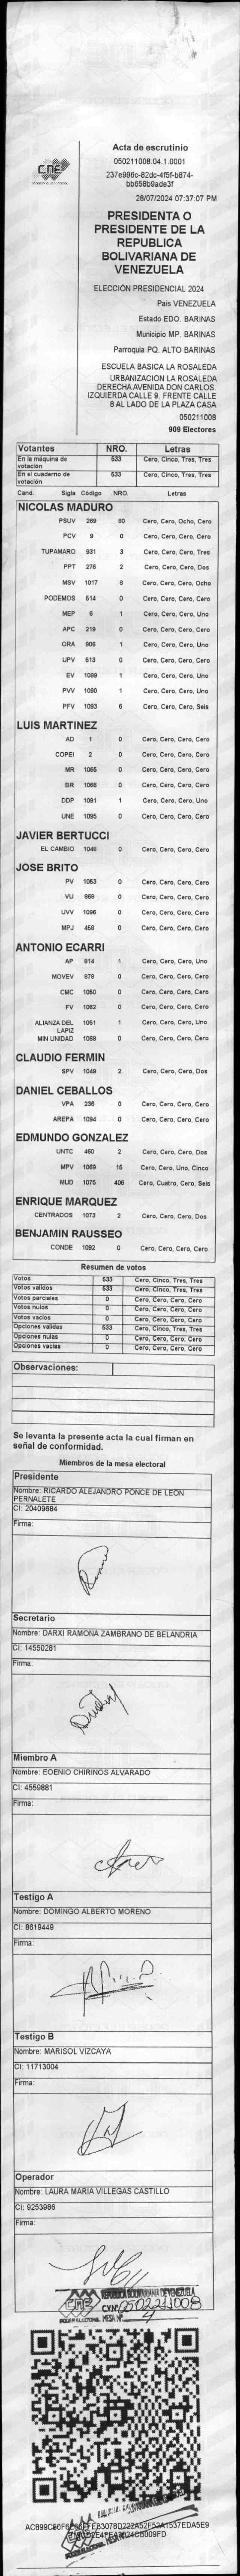 CNE
PODER ELECTORAL
Acta de escrutinio
050211008.04.1.0001
237e996c-82dc-4f5f-b874-
bb658b9ade3f
28/07/2024 07:37:07 PM
PRESIDENTA O
PRESIDENTE DE LA
REPUBLICA
BOLIVARIANA DE
VENEZUELA
ELECCIÓN PRESIDENCIAL 2024
Pais VENEZUELA
Estado EDO. BARINAS
Municipio MP. BARINAS
Parroquia PQ. ALTO BARINAS
ESCUELA BASICA LA ROSALEDA
URBANIZACION LA ROSALEDA
DERECHA AVENIDA DON CARLOS.
IZQUIERDA CALLE 9. FRENTE CALLE
8 AL LADO DE LA PLAZA CASA
050211008
909 Electores
Votantes NRO. Letras
En la máquina de votación 533 Cero, Cinco, Tres, Tres
En el cuaderno de votación 533 Cero, Cinco, Tres, Tres
Cand. Sigla Código NRO. Letras
NICOLAS MADURO
PSUV 269 80 Cero, Cero, Ocho, Cero
PCV 9 0 Cero, Cero, Cero, Cero
TUPAMARO 931 3 Cero, Cero, Cero, Tres
PPT 276 2 Cero, Cero, Cero, Dos
MSV 1017 8 Cero, Cero, Cero, Ocho
PODEMOS 514 0 Cero, Cero, Cero, Cero
MEP 6 1 Cero, Cero, Cero, Uno
APC 219 0 Cero, Cero, Cero, Cero
ORA 906 1 Cero, Cero, Cero, Uno
UPV 513 0 Cero, Cero, Cero, Cero
EV 1089 1 Cero, Cero, Cero, Uno
PVV 1090 1 Cero, Cero, Cero, Uno
PFV 1093 6 Cero, Cero, Cero, Seis
LUIS MARTINEZ
AD 1 0 Cero, Cero, Cero, Cero
COPEI 2 0 Cero, Cero, Cero, Cero
MR 1065 0 Cero, Cero, Cero, Cero
BR 1066 0 Cero, Cero, Cero, Cero
DDP 1091 1 Cero, Cero, Cero, Uno
UNE 1095 0 Cero, Cero, Cero, Cero
JAVIER BERTUCCI
EL CAMBIO 1048 0 Cero, Cero, Cero, Cero
JOSE BRITO
PV 1053 0 Cero, Cero, Cero, Cero
VU 868 0 Cero, Cero, Cero, Cero
UVV 1096 0 Cero, Cero, Cero, Cero
MPJ 459 0 Cero, Cero, Cero, Cero
ANTONIO ECARRI
AP 914 1 Cero, Cero, Cero, Uno
MOVEV 879 0 Cero, Cero, Cero, Cero
CMC 1050 0 Cero, Cero, Cero, Cero
FV 1062 0 Cero, Cero, Cero, Cero
ALIANZA DEL LAPIZ 1051 1 Cero, Cero, Cero, Uno
MIN UNIDAD 1069 0 Cero, Cero, Cero, Cero
CLAUDIO FERMIN
SPV 1049 2 Cero, Cero, Cero, Dos
DANIEL CEBALLOS
VPA 236 0 Cero, Cero, Cero, Cero
AREPA 1094 0 Cero, Cero, Cero, Cero
EDMUNDO GONZALEZ
UNTC 460 2 Cero, Cero, Cero, Dos
MPV 15 Cero, Cero, Uno, Cinco
MUD 1075 406 Cero, Cuatro, Cero, Seis
ENRIQUE MARQUEZ
CENTRADOS 1073 2 Cero, Cero, Cero, Dos
BENJAMIN RAUSSEO
CONDE 1092 0 Cero, Cero, Cero, Cero
Resumen de votos
Votos 533 Cero, Cinco, Tres, Tres
Votos validos 533 Cero, Cinco, Tres, Tres
Votos parciales 0 Cero, Cero, Cero, Cero
Votos nulos 0 Cero, Cero, Cero, Cero
Votos vacios 0 Cero, Cero, Cero, Cero
Opciones validas 533 Cero, Cinco, Tres, Tres
Opciones nulas 0 Cero, Cero, Cero, Cero
Opciones vacias 0 Cero, Cero, Cero, Cero
Observaciones:
Se levanta la presente acta la cual firman en
señal de conformidad.
Miembros de la mesa electoral
Presidente
Nombre: RICARDO ALEJANDRO PONCE DE LEON
PERNALETE
CI: 20409684
Firma:
Secretario
Nombre: DARXI RAMONA ZAMBRANO DE BELANDRIA
CI: 14550281
Firma:
Miembro A
Nombre: EOENIO CHIRINOS ALVARADO
CI: 4559881
Firma:
Testigo A
Nombre: DOMINGO ALBERTO MORENO
CI: 8619449
Firma:
Testigo B
Nombre: MARISOL VIZCAYA
CI: 11713004
Firma:
Operador
Nombre: LAURA MARIA VILLEGAS CASTILLO
CI: 9253986
Firma:
REPUBLICA BOLIVARIANA DE VENEZUELA
CNE CVN° 050211008
PODER ELECTORAL MESA N° 4